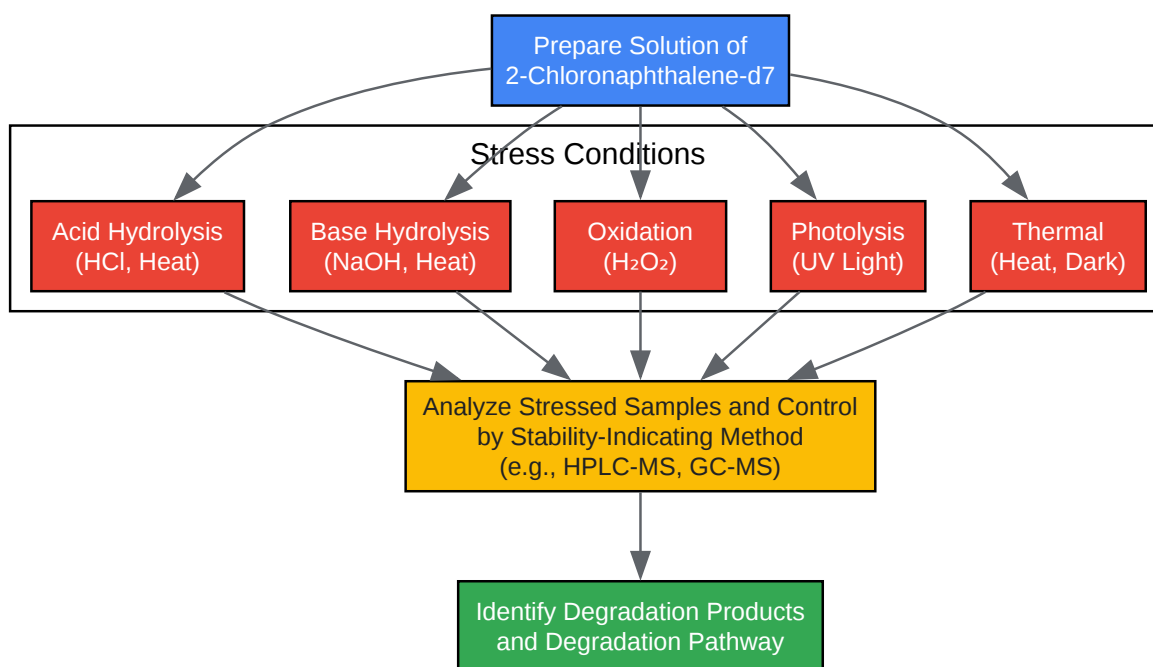 Prepare Solution of
2-Chloronaphthalene-d7
Stress Conditions
Acid Hydrolysis
(HCl, Heat)
Base Hydrolysis
(NaOH, Heat)
Oxidation
(H₂O₂)
Photolysis
(UV Light)
Thermal
(Heat, Dark)
Analyze Stressed Samples and Control
by Stability-Indicating Method
(e.g., HPLC-MS, GC-MS)
Identify Degradation Products
and Degradation Pathway